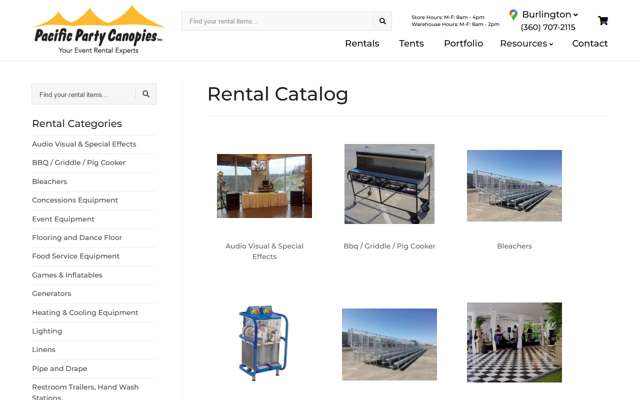 Pacific Party Canopies Inc.
Your Event Rental Experts
Find your rental items...
Store Hours: M-F: 8am - 4pm
Warehouse Hours: M-F: 8am - 2pm
Burlington
(360) 707-2115
Rentals
Tents
Portfolio
Resources
Contact
Find your rental items...
Rental Categories
Audio Visual & Special Effects
BBQ / Griddle / Pig Cooker
Bleachers
Concessions Equipment
Event Equipment
Flooring and Dance Floor
Food Service Equipment
Games & Inflatables
Generators
Heating & Cooling Equipment
Lighting
Linens
Pipe and Drape
Restroom Trailers, Hand Wash
Stations
Rental Catalog
Audio Visual & Special
Effects
Bbq / Griddle / Pig Cooker
Bleachers